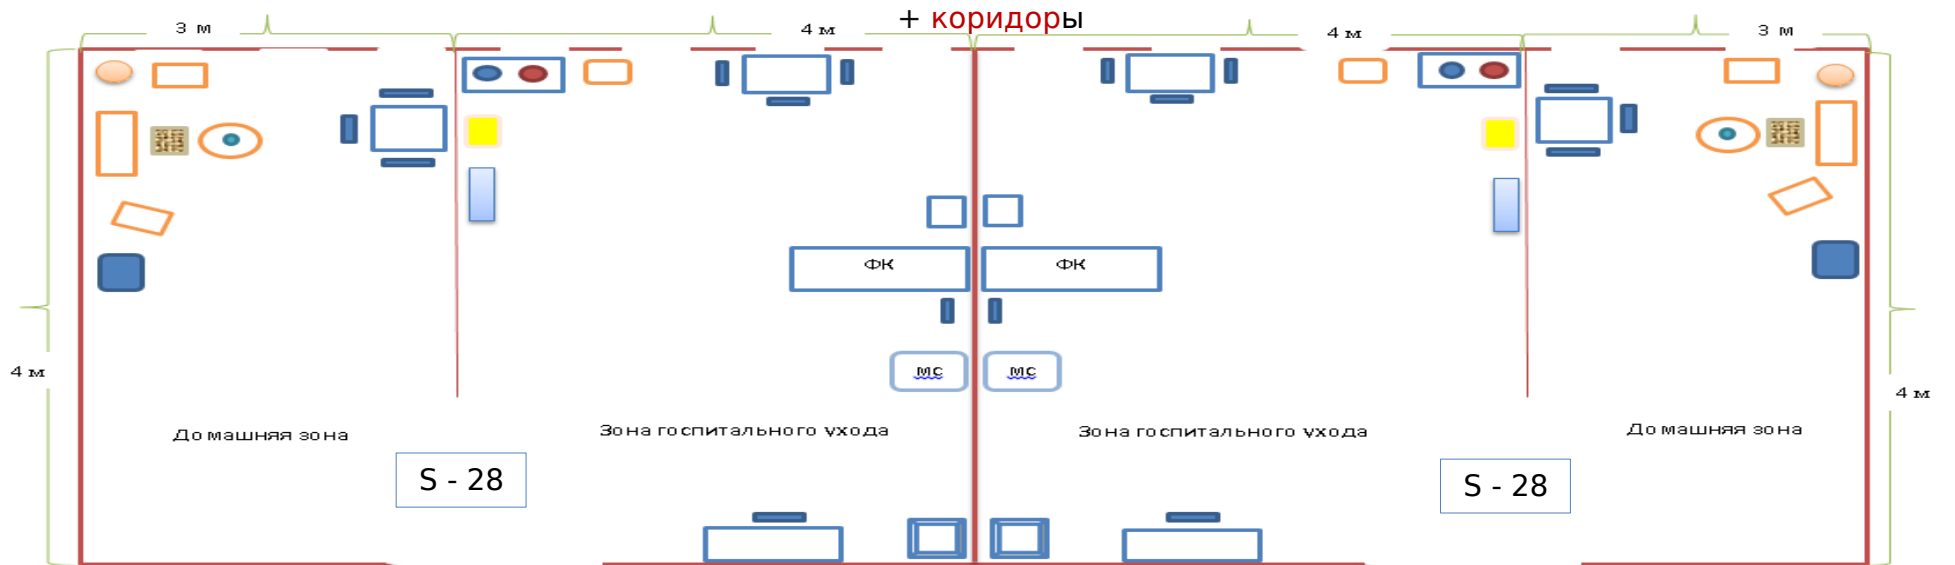 + коридоры
3 м
4 м
4 м
3 м
ФК
ФК
4 м
мс
мс
4 м
Домашняя зона
Зона госпитального ухода
Зона госпитального ухода
Домашняя зона
S - 28
S - 28